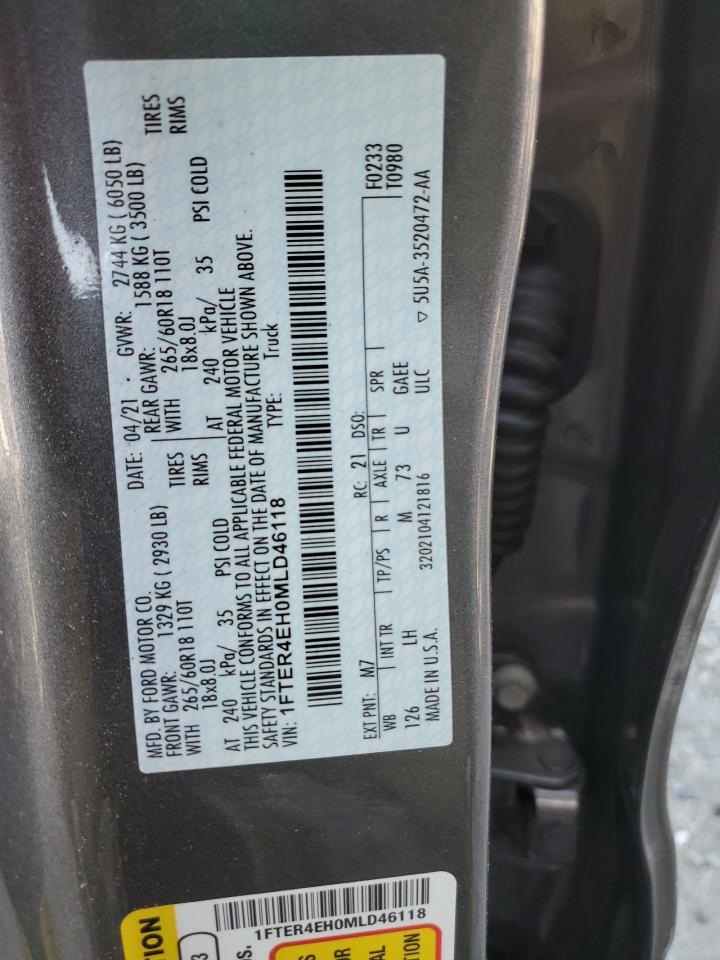 MFD. BY FORD MOTOR CO.
DATE: 04/21 · GVWR: 2744 KG ( 6050 LB)
FRONT GAWR: 1329 KG ( 2930 LB)
REAR GAWR: 1588 KG ( 3500 LB)
WITH 265/60R18 110T TIRES
WITH 265/60R18 110T TIRES
18x8.0J RIMS
18x8.0J RIMS
AT 240 kPa/ 35 PSI COLD
AT 240 kPa/ 35 PSI COLD
THIS VEHICLE CONFORMS TO ALL APPLICABLE FEDERAL MOTOR VEHICLE
SAFETY STANDARDS IN EFFECT ON THE DATE OF MANUFACTURE SHOWN ABOVE.
VIN: 1FTER4EH0MLD46118 TYPE: Truck
F0233
T0980
EXT PNT: M7 RC: 21 DSO:
WB INT TR TP/PS R AXLE TR SPR
126 LH M 73 U GAEE
MADE IN U.S.A. 3202104121816 ULC ▽ 5U5A-3520472-AA
1FTER4EH0MLD46118